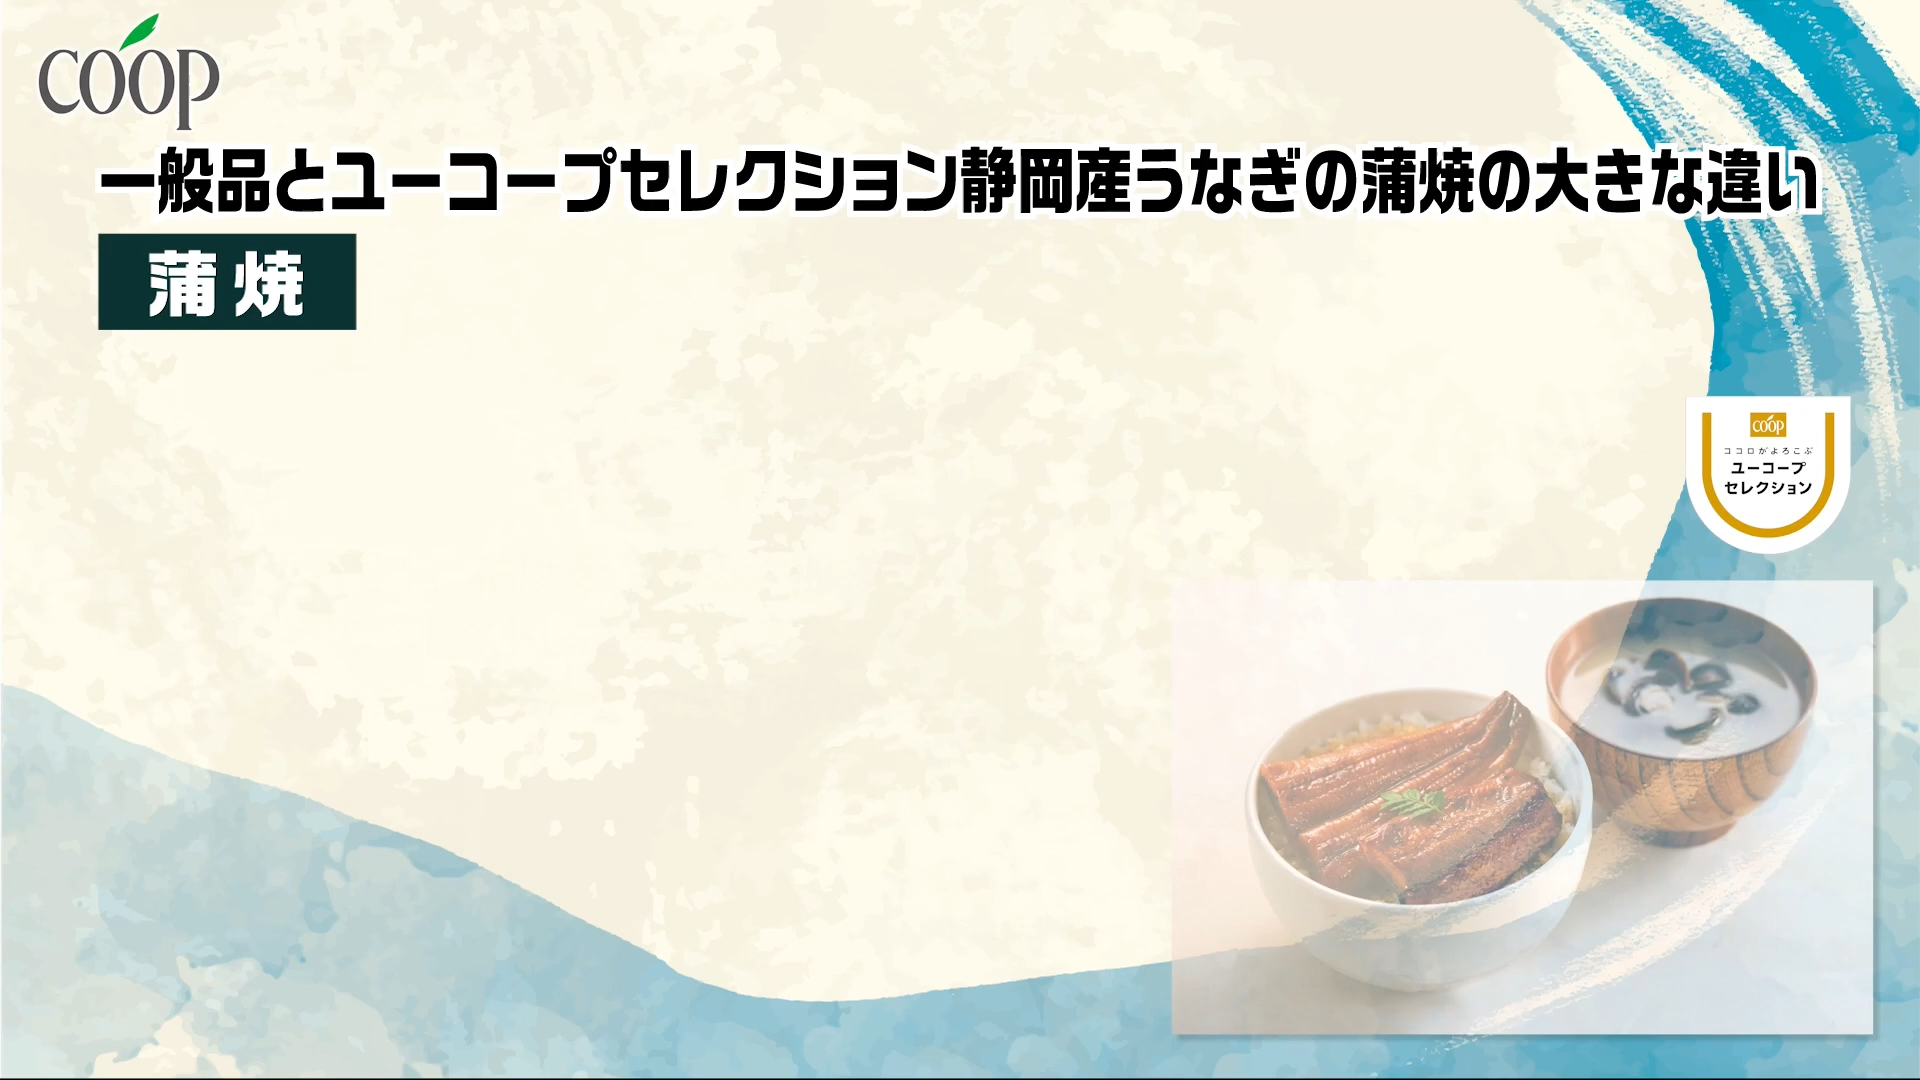 coop
一般品とユーコープセレクション静岡産うなぎの蒲焼の大きな違い
蒲焼
coop
ココロがよろこぶ
ユーコープ
セレクション